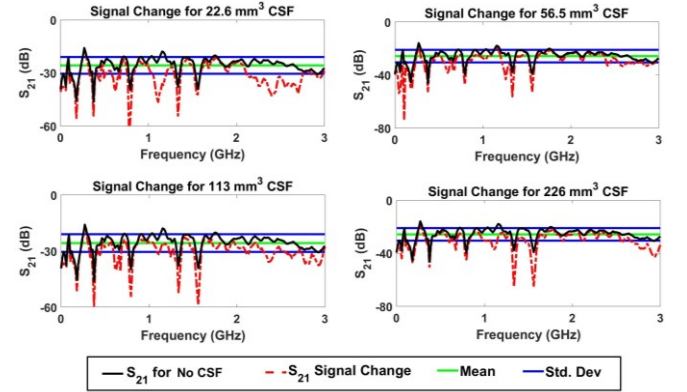 Signal Change for 22.6 mm³ CSF
0
-30
-60
S₂₁ (dB)
0 1 2 3
Frequency (GHz)
Signal Change for 56.5 mm³ CSF
0
-40
-80
S₂₁ (dB)
0 1 2 3
Frequency (GHz)
Signal Change for 113 mm³ CSF
0
-30
-60
S₂₁ (dB)
0 1 2 3
Frequency (GHz)
Signal Change for 226 mm³ CSF
0
-40
-80
S₂₁ (dB)
0 1 2 3
Frequency (GHz)
S₂₁ for No CSF S₂₁ Signal Change Mean Std. Dev